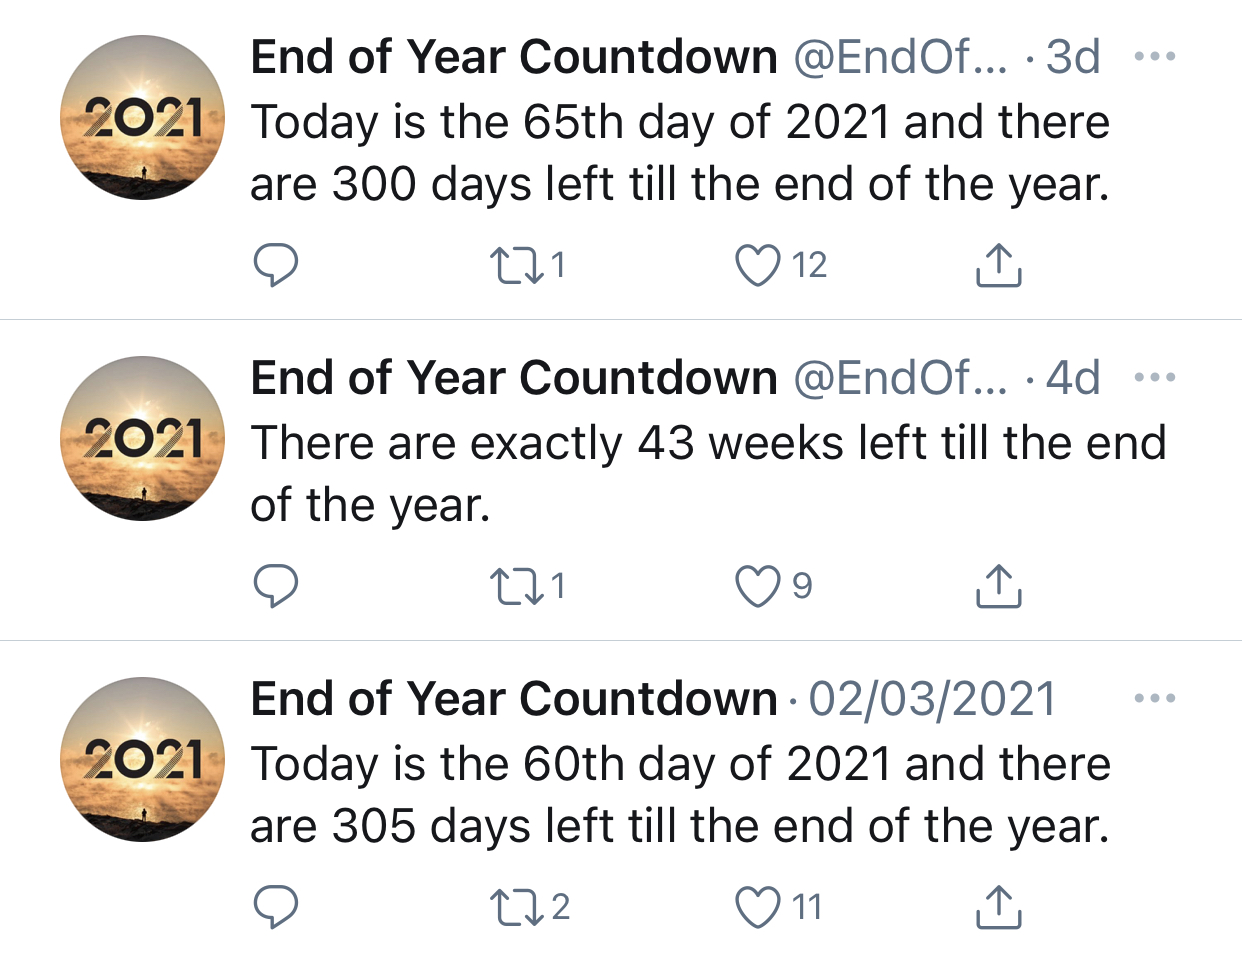 End of Year Countdown @EndOf... · 3d
2021
Today is the 65th day of 2021 and there
are 300 days left till the end of the year.
1 12
End of Year Countdown @EndOf... · 4d
2021
There are exactly 43 weeks left till the end
of the year.
1 9
End of Year Countdown · 02/03/2021
2021
Today is the 60th day of 2021 and there
are 305 days left till the end of the year.
2 11